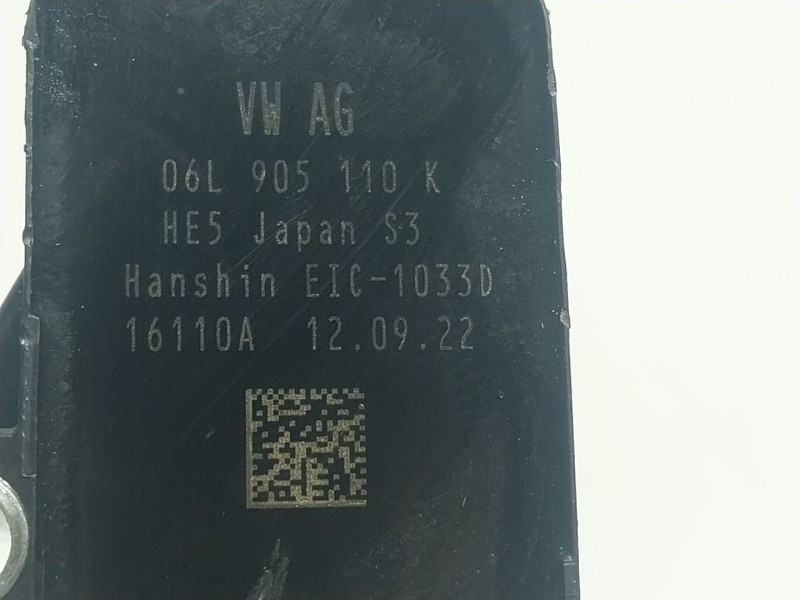 VW AG
06L 905 110 K
HE5 Japan S3
Hanshin EIC-1033D
16110A 12.09.22